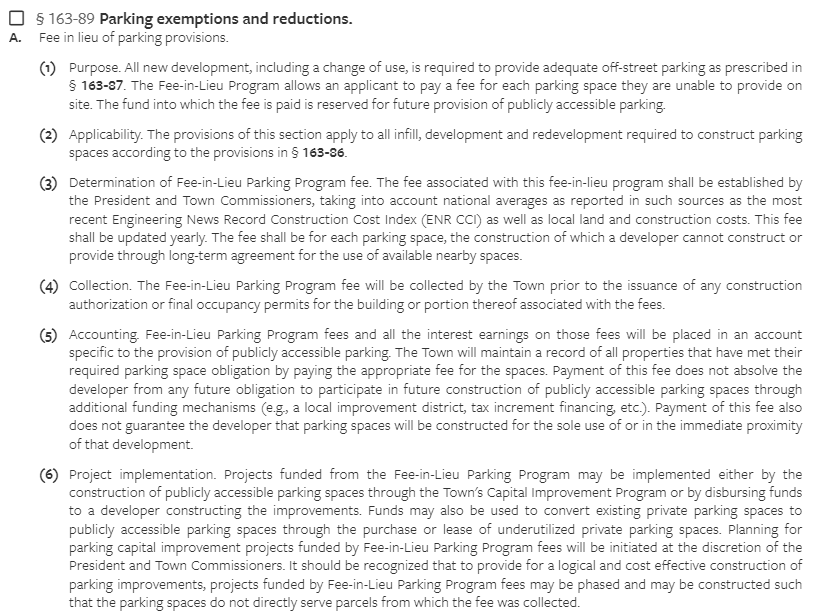 § 163-89 Parking exemptions and reductions.
A. Fee in lieu of parking provisions.
(1) Purpose. All new development, including a change of use, is required to provide adequate off-street parking as prescribed in
§ 163-87. The Fee-in-Lieu Program allows an applicant to pay a fee for each parking space they are unable to provide on
site. The fund into which the fee is paid is reserved for future provision of publicly accessible parking.
(2) Applicability. The provisions of this section apply to all infill, development and redevelopment required to construct parking
spaces according to the provisions in § 163-86.
(3) Determination of Fee-in-Lieu Parking Program fee. The fee associated with this fee-in-lieu program shall be established by
the President and Town Commissioners, taking into account national averages as reported in such sources as the most
recent Engineering News Record Construction Cost Index (ENR CCI) as well as local land and construction costs. This fee
shall be updated yearly. The fee shall be for each parking space, the construction of which a developer cannot construct or
provide through long-term agreement for the use of available nearby spaces.
(4) Collection. The Fee-in-Lieu Parking Program fee will be collected by the Town prior to the issuance of any construction
authorization or final occupancy permits for the building or portion thereof associated with the fees.
(5) Accounting. Fee-in-Lieu Parking Program fees and all the interest earnings on those fees will be placed in an account
specific to the provision of publicly accessible parking. The Town will maintain a record of all properties that have met their
required parking space obligation by paying the appropriate fee for the spaces. Payment of this fee does not absolve the
developer from any future obligation to participate in future construction of publicly accessible parking spaces through
additional funding mechanisms (e.g., a local improvement district, tax increment financing, etc.). Payment of this fee also
does not guarantee the developer that parking spaces will be constructed for the sole use of or in the immediate proximity
of that development.
(6) Project implementation. Projects funded from the Fee-in-Lieu Parking Program may be implemented either by the
construction of publicly accessible parking spaces through the Town's Capital Improvement Program or by disbursing funds
to a developer constructing the improvements. Funds may also be used to convert existing private parking spaces to
publicly accessible parking spaces through the purchase or lease of underutilized private parking spaces. Planning for
parking capital improvement projects funded by Fee-in-Lieu Parking Program fees will be initiated at the discretion of the
President and Town Commissioners. It should be recognized that to provide for a logical and cost effective construction of
parking improvements, projects funded by Fee-in-Lieu Parking Program fees may be phased and may be constructed such
that the parking spaces do not directly serve parcels from which the fee was collected.